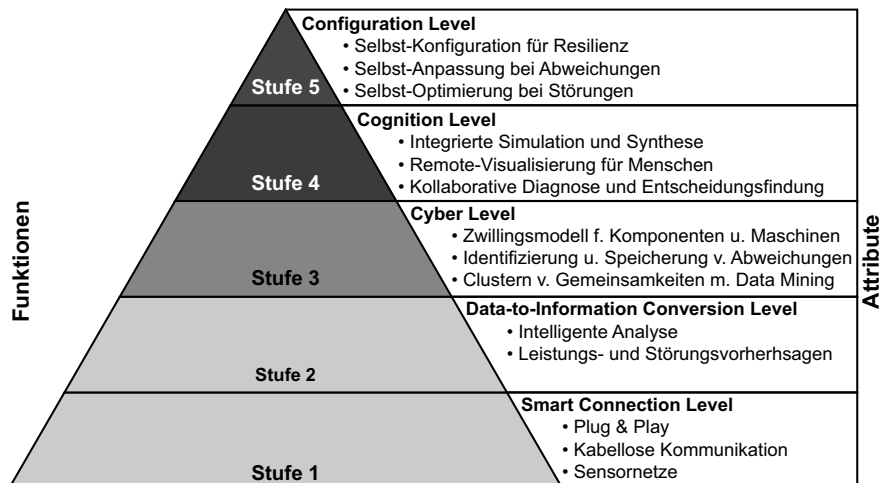 Configuration Level
• Selbst-Konfiguration für Resilienz
• Selbst-Anpassung bei Abweichungen
• Selbst-Optimierung bei Störungen
Stufe 5
Cognition Level
• Integrierte Simulation und Synthese
• Remote-Visualisierung für Menschen
• Kollaborative Diagnose und Entscheidungsfindung
Stufe 4
Cyber Level
• Zwillingsmodell f. Komponenten u. Maschinen
• Identifizierung u. Speicherung v. Abweichungen
• Clustern v. Gemeinsamkeiten m. Data Mining
Stufe 3
Data-to-Information Conversion Level
• Intelligente Analyse
• Leistungs- und Störungsvorherhsagen
Stufe 2
Smart Connection Level
• Plug & Play
• Kabellose Kommunikation
• Sensornetze
Stufe 1
Funktionen
Attribute